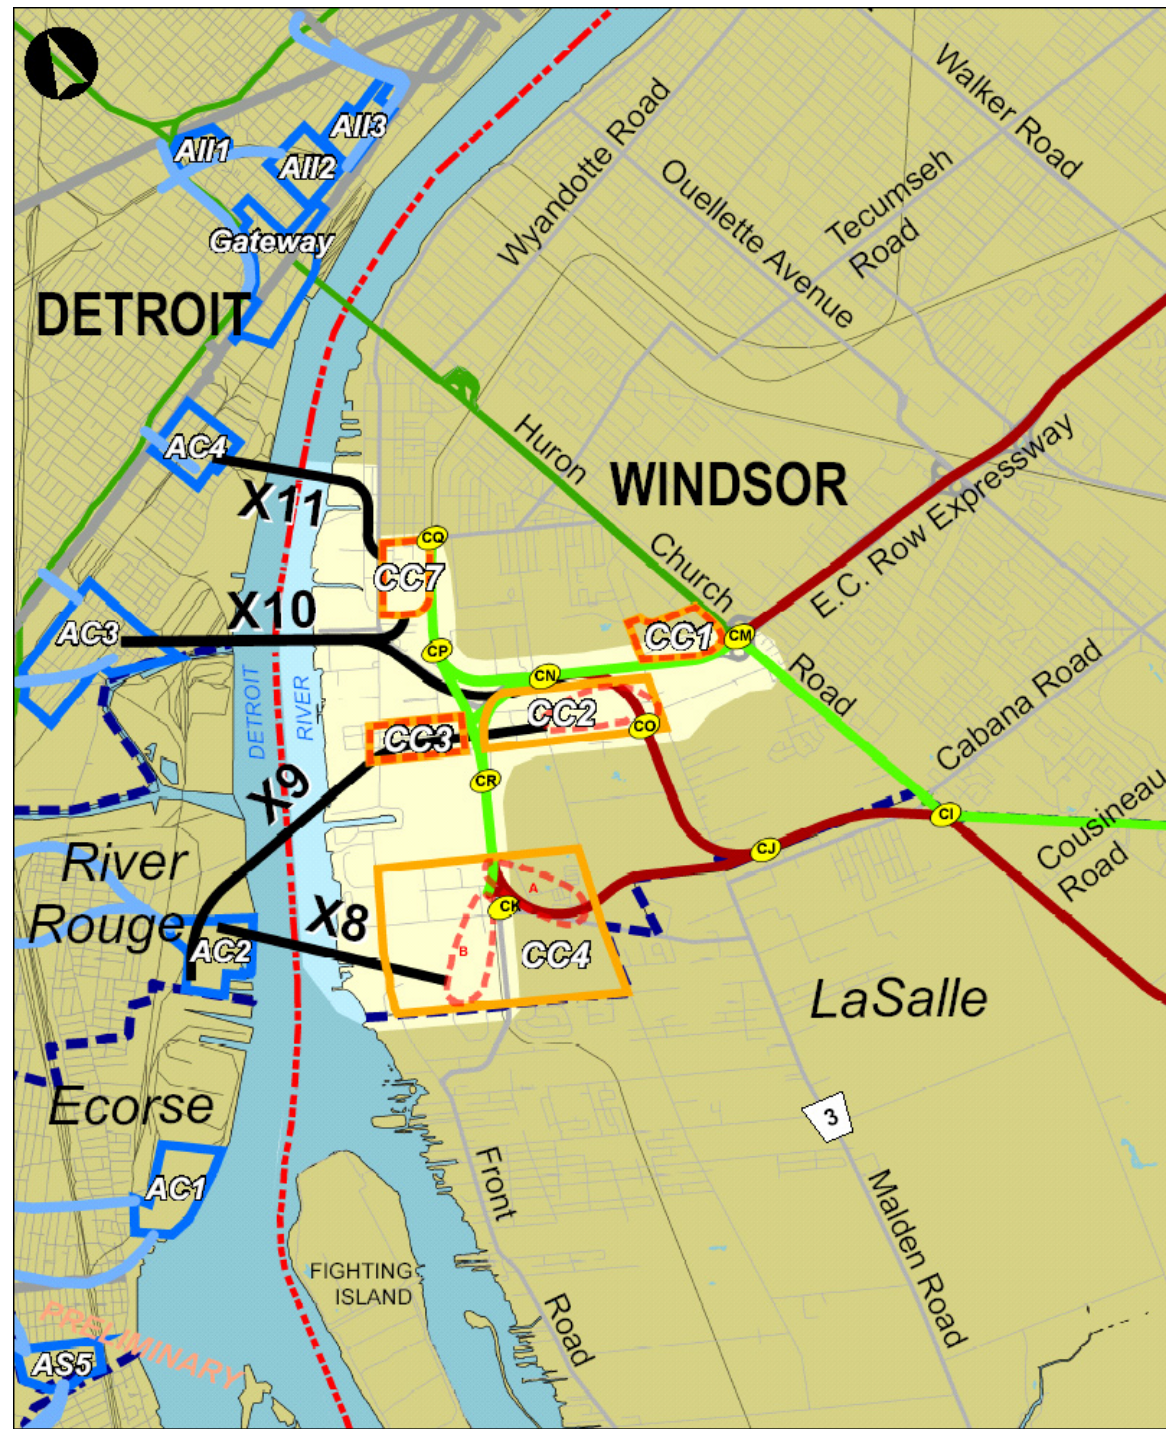 Walker Road
AII3
Wyandotte Road
AII1
AII2
Ouellette Avenue
Tecumseh
Road
Gateway
DETROIT
Huron
AC4
WINDSOR
X11
E.C. Row Expressway
CQ
Church
CC7
X10
AC3
CC1
CM
CP
Road
CN
Cabana Road
DETROIT
RIVER
CC2
CO
CC3
X9
CR
CI
Cousineau
Road
CJ
River
Rouge
A
X8
CK
B
AC2
CC4
LaSalle
Ecorse
3
AC1
Front
Malden Road
FIGHTING
ISLAND
Road
PRELIMINARY
AS5